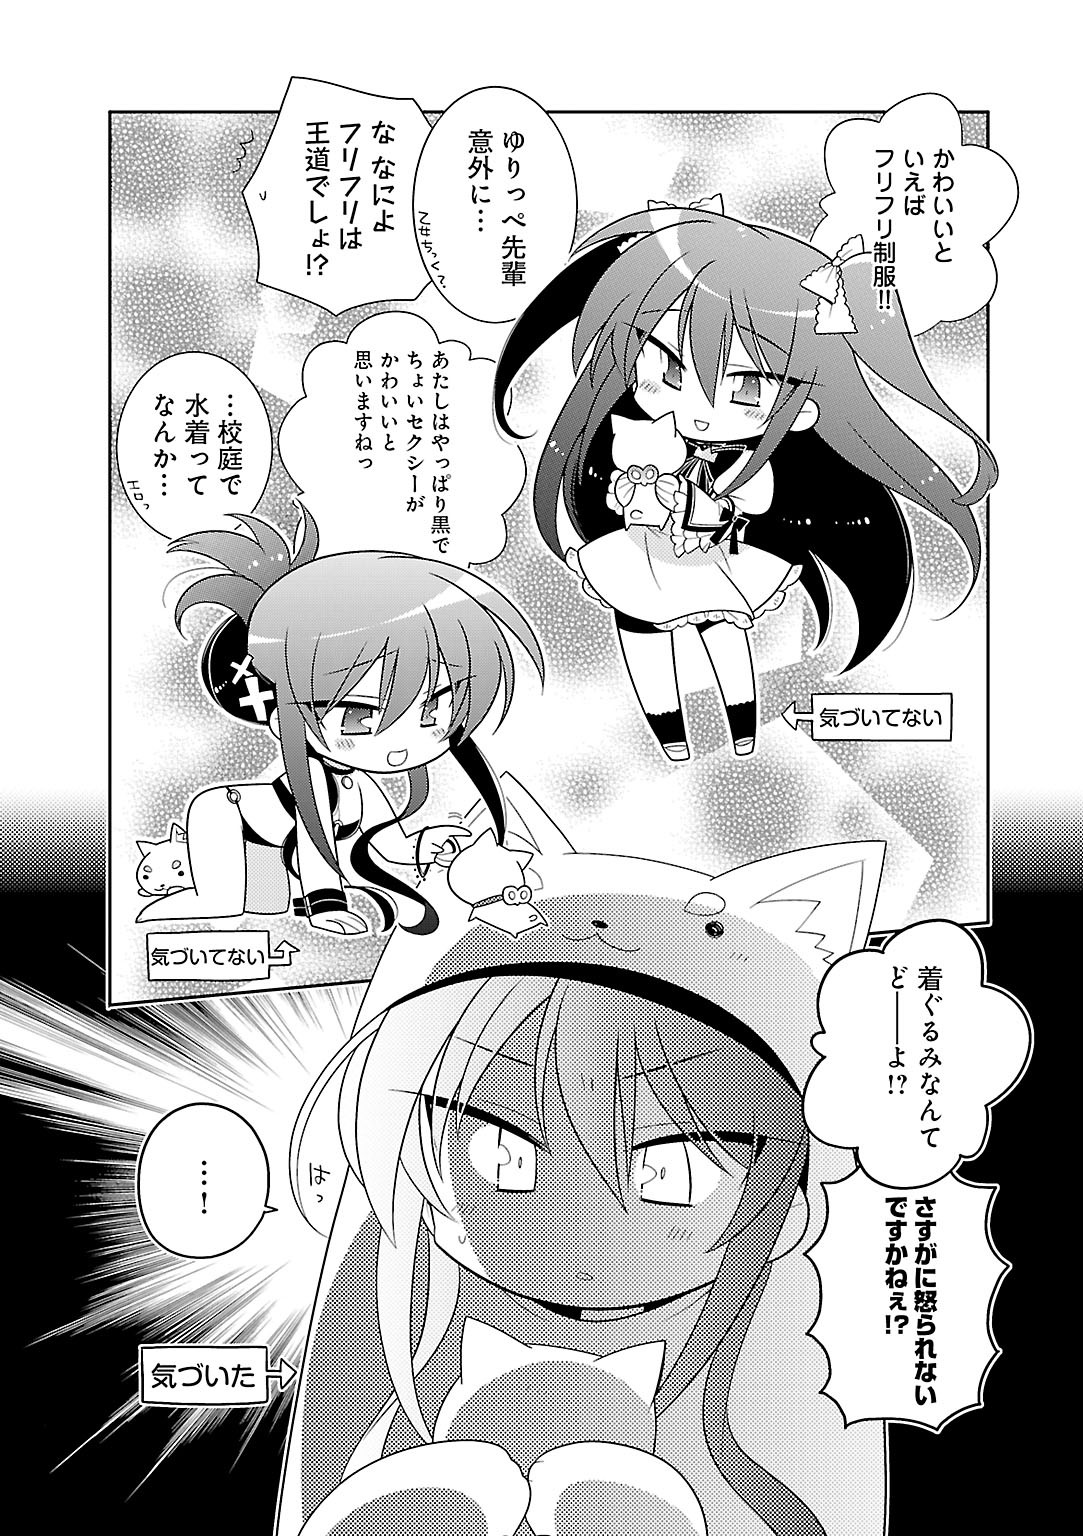 かわいいと
いえば
フリフリ制服!!
ゆりっぺ先輩
意外に…
乙女ちっく?
な なによ
フリフリは
王道でしょ!?
気づいてない
あたしはやっぱり黒で
ちょいセクシーが
かわいいと
思いますねっ
…校庭で
水着って
なんか…
エロっ
気づいてない
着ぐるみなんて
ど――よ!?
さすがに怒られない
ですかねぇ!?
はっ
…!
気づいた